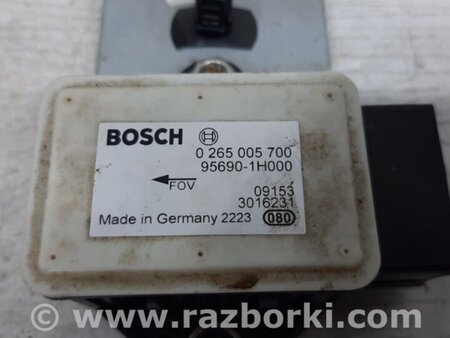 BOSCH
0 265 005 700
95690-1H000
FOV
09153
3016231
Made in Germany 2223 080
© www.razborki.com